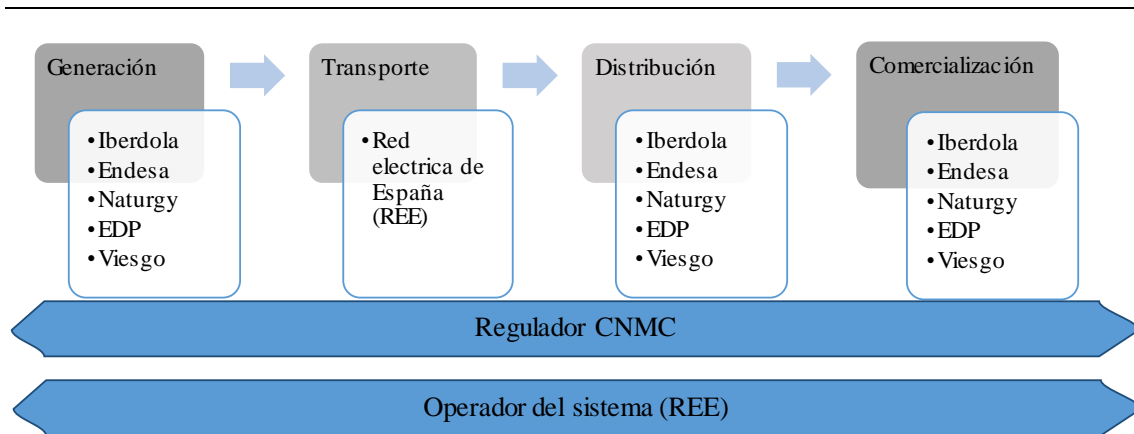 Generación
•Iberdola
•Endesa
•Naturgy
•EDP
•Viesgo
Transporte
•Red
electrica de
España
(REE)
Distribución
•Iberdola
•Endesa
•Naturgy
•EDP
•Viesgo
Comercialización
•Iberdola
•Endesa
•Naturgy
•EDP
•Viesgo
Regulador CNMC
Operador del sistema (REE)